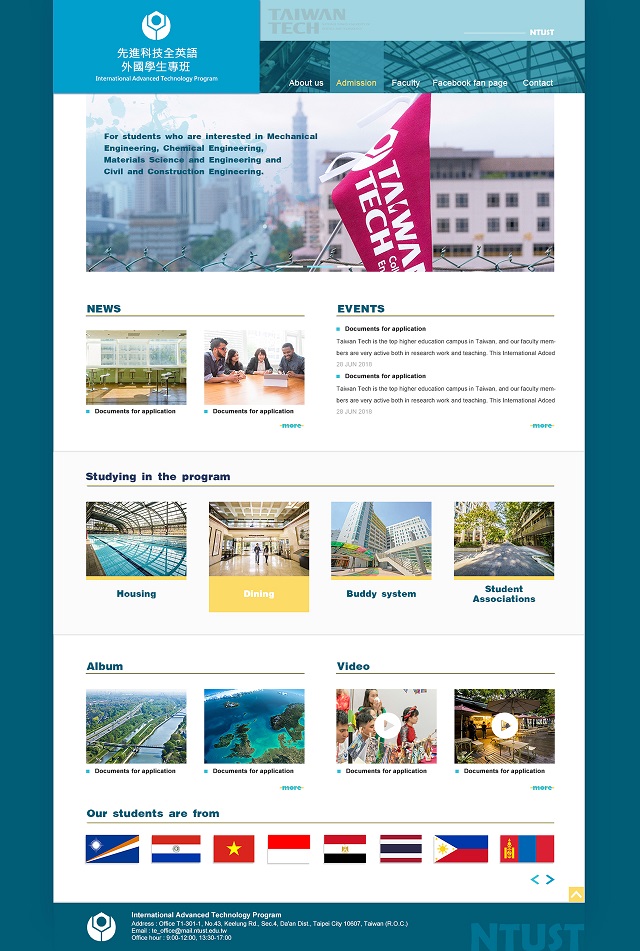 TAIWAN
TECH
NTUST
先進科技全英語
外國學生專班
International Advanced Technology Program
About us Admission Faculty Facebook fan page Contact
For students who are interested in Mechanical
Engineering, Chemical Engineering,
Materials Science and Engineering and
Civil and Construction Engineering.
TAIWAN
TECH
NEWS
Documents for application
Documents for application
more
EVENTS
Documents for application
Taiwan Tech is the top higher education campus in Taiwan, and our faculty mem-
bers are very active both in research work and teaching. This International Adced
28 JUN 2018
Documents for application
Taiwan Tech is the top higher education campus in Taiwan, and our faculty mem-
bers are very active both in research work and teaching. This International Adced
28 JUN 2018
more
Studying in the program
Housing
Dining
Buddy system
Student
Associations
Album
Documents for application
Documents for application
more
Video
Documents for application
Documents for application
more
Our students are from
International Advanced Technology Program
Address : Office T1-301-1, No.43, Keelung Rd., Sec.4, Da'an Dist., Taipei City 10607, Taiwan (R.O.C.)
Email : te_office@mail.ntust.edu.tw
Office hour : 9:00-12:00, 13:30-17:00
NTUST